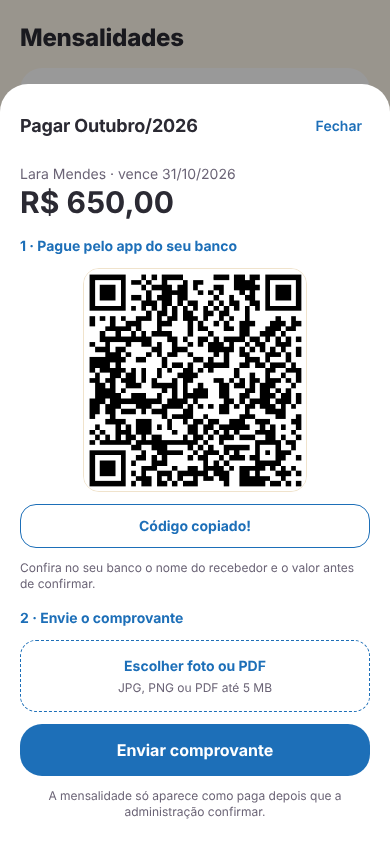 Mensalidades
Pagar Outubro/2026
Fechar
Lara Mendes · vence 31/10/2026
R$ 650,00
1 · Pague pelo app do seu banco
Código copiado!
Confira no seu banco o nome do recebedor e o valor antes
de confirmar.
2 · Envie o comprovante
Escolher foto ou PDF
JPG, PNG ou PDF até 5 MB
Enviar comprovante
A mensalidade só aparece como paga depois que a
administração confirmar.